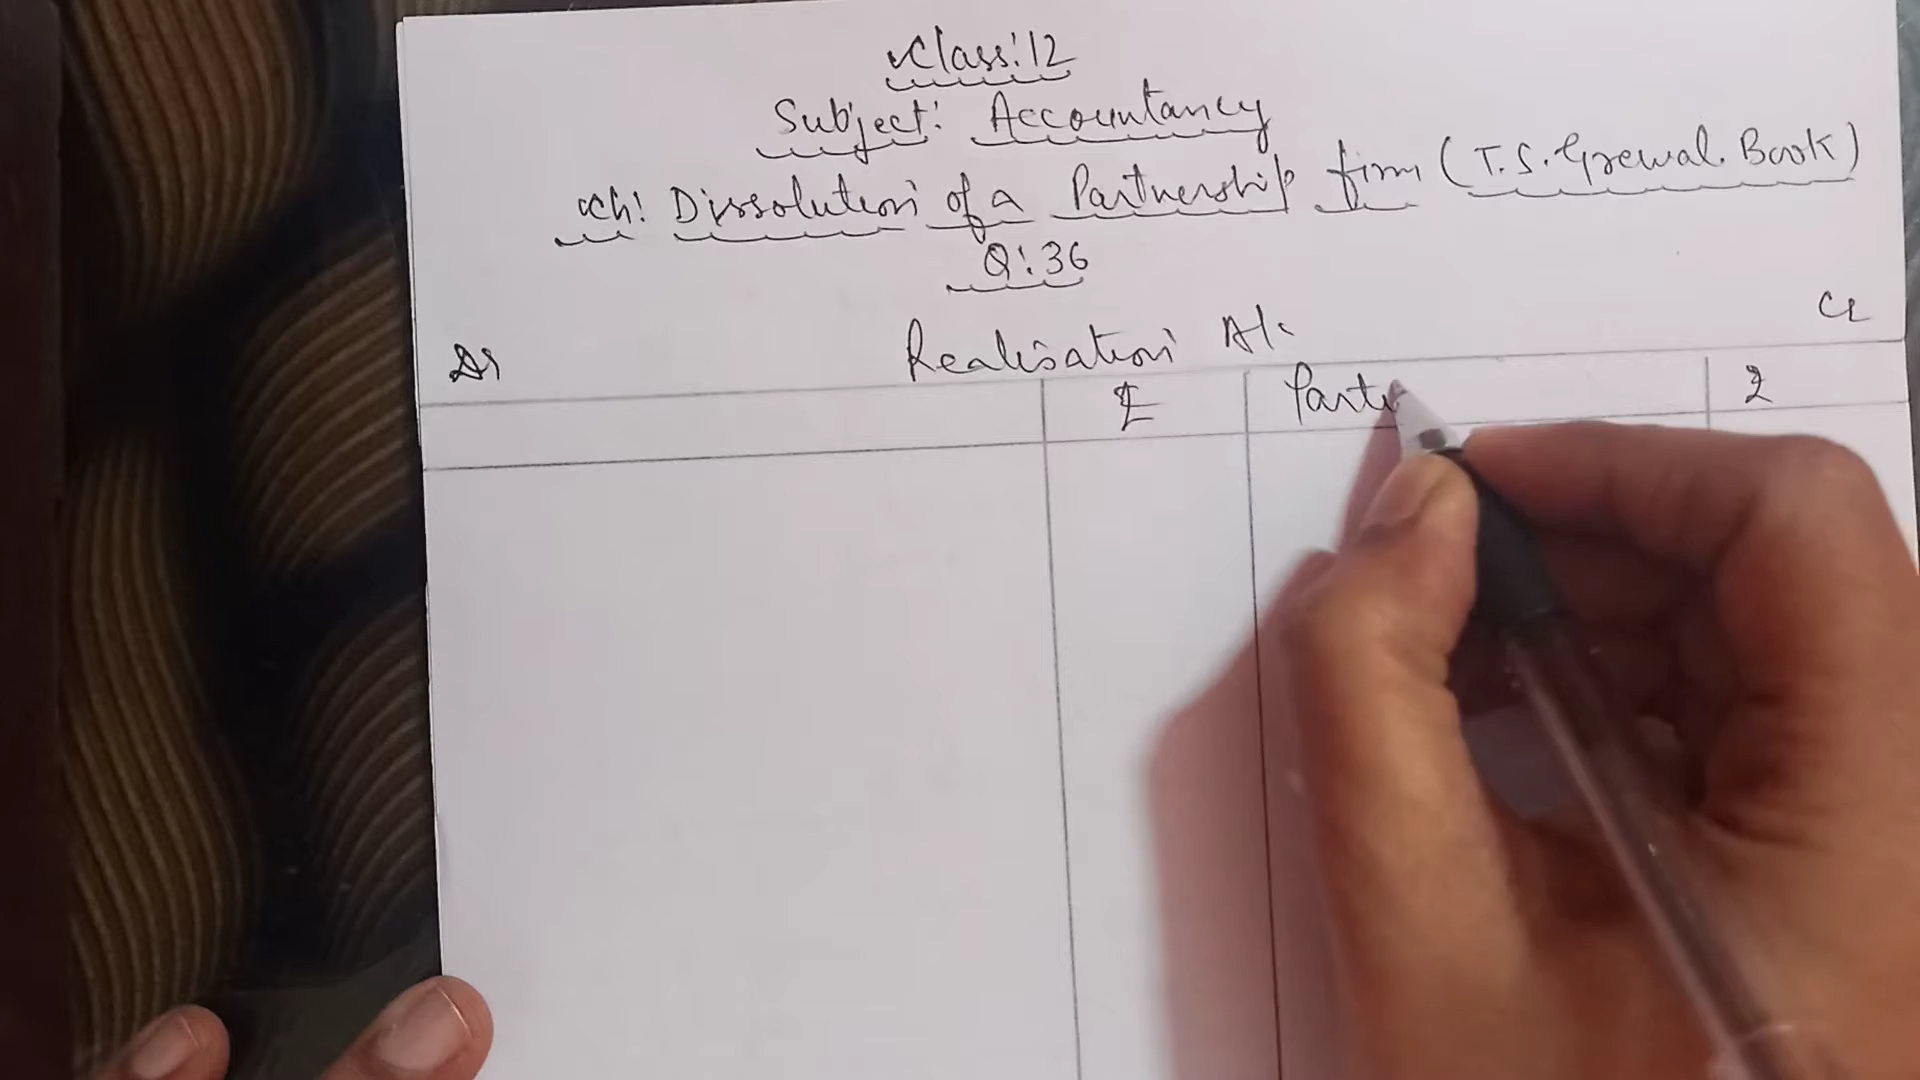 Class: 12
Subject: Accountancy
Ch: Dissolution of a Partnership firm (T.S. Grewal. Book)
Q: 36
Realisation A/c
Dr Cr
₹ Parti ₹